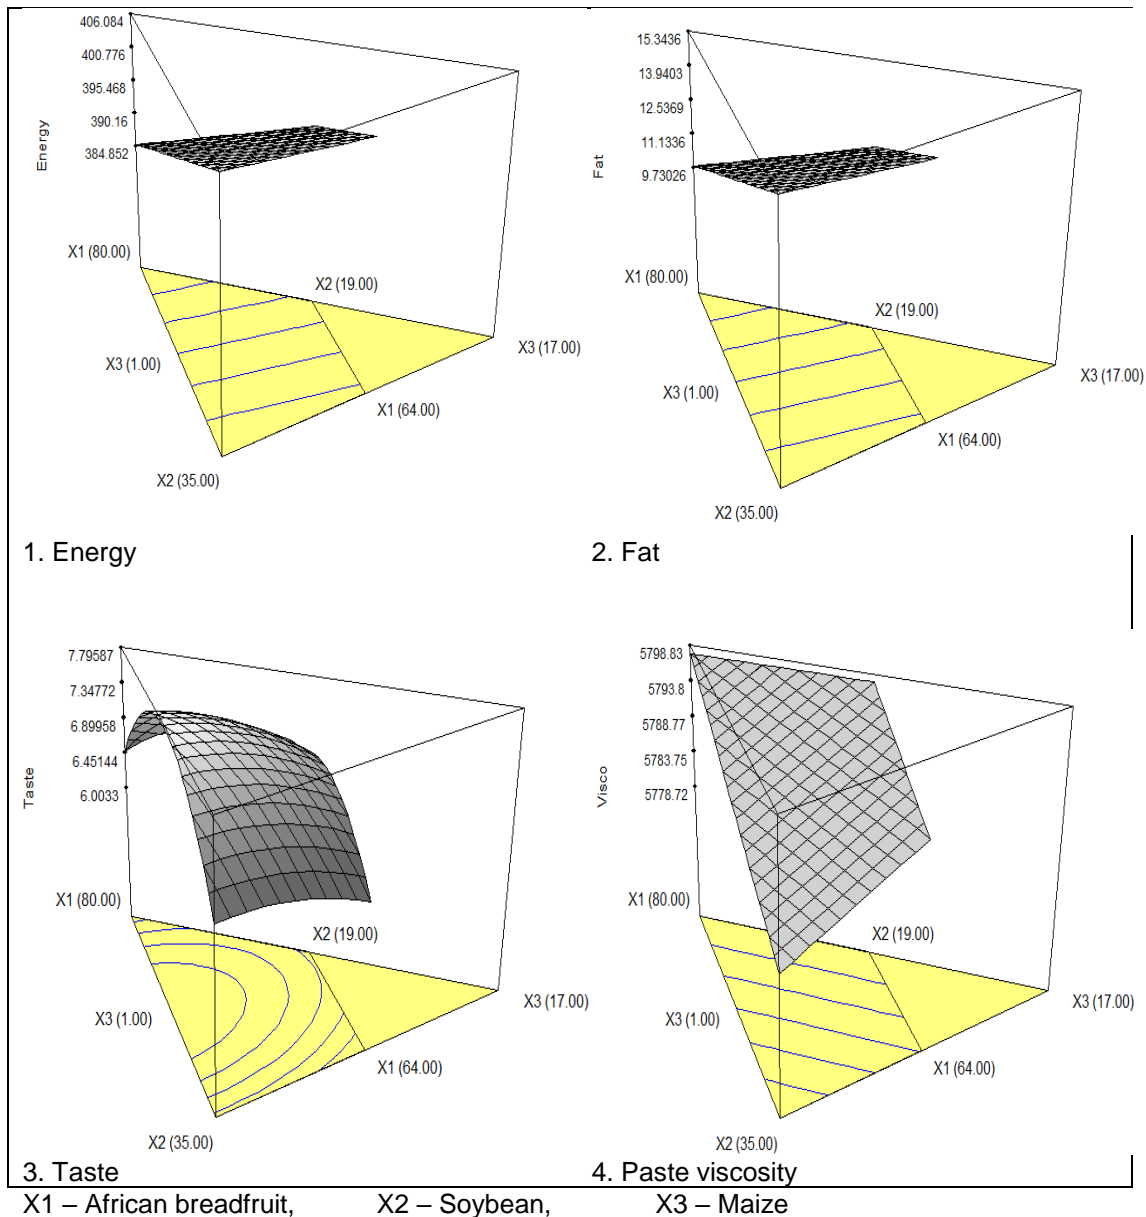 406.084
400.776
395.468
390.16
384.852
Energy
X1 (80.00)
X2 (19.00)
X3 (1.00)
X3 (17.00)
X1 (64.00)
X2 (35.00)
1. Energy
15.3436
13.9403
12.5369
11.1336
9.73026
Fat
X1 (80.00)
X2 (19.00)
X3 (1.00)
X3 (17.00)
X1 (64.00)
X2 (35.00)
2. Fat
7.79587
7.34772
6.89958
6.45144
6.0033
Taste
X1 (80.00)
X2 (19.00)
X3 (1.00)
X3 (17.00)
X1 (64.00)
X2 (35.00)
3. Taste
5798.83
5793.8
5788.77
5783.75
5778.72
Visco
X1 (80.00)
X2 (19.00)
X3 (1.00)
X3 (17.00)
X1 (64.00)
X2 (35.00)
4. Paste viscosity
X1 – African breadfruit, X2 – Soybean, X3 – Maize